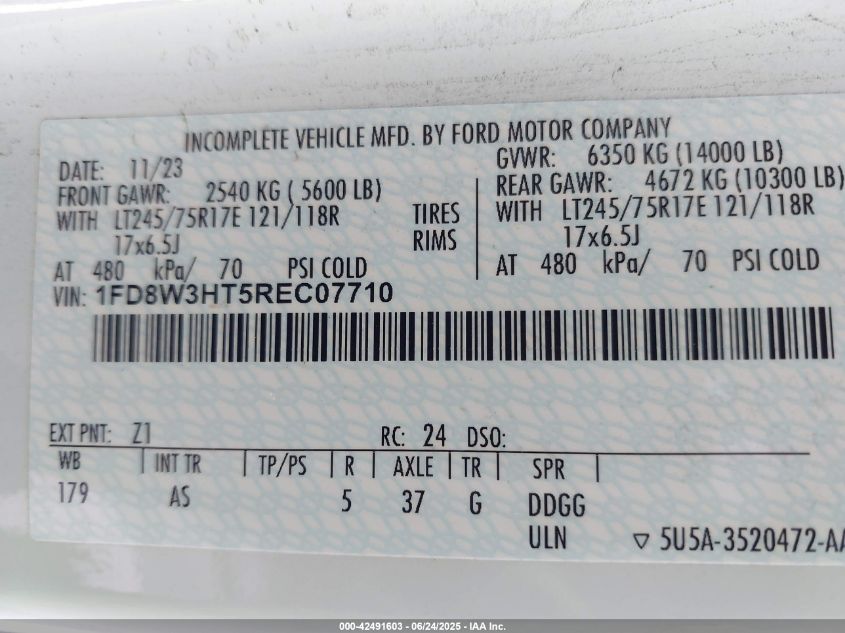 INCOMPLETE VEHICLE MFD. BY FORD MOTOR COMPANY
DATE: 11/23 GVWR: 6350 KG (14000 LB)
FRONT GAWR: 2540 KG ( 5600 LB) REAR GAWR: 4672 KG (10300 LB)
WITH LT245/75R17E 121/118R TIRES WITH LT245/75R17E 121/118R
17x6.5J RIMS 17x6.5J
AT 480 kPa/ 70 PSI COLD AT 480 kPa/ 70 PSI COLD
VIN: 1FD8W3HT5REC07710
EXT PNT: Z1 RC: 24 DSO:
WB INT TR TP/PS R AXLE TR SPR
179 AS 5 37 G DDGG
ULN ▽ 5U5A-3520472-AA
000-42491603 - 06/24/2025 - IAA Inc.